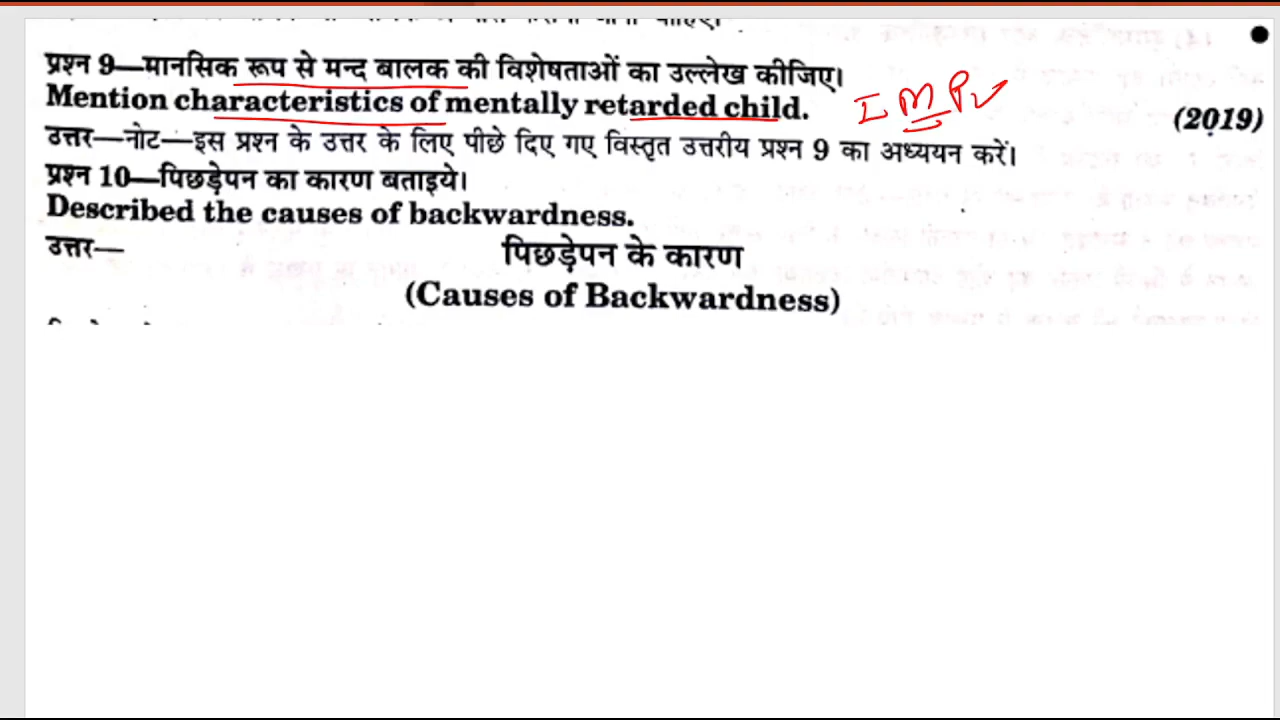 प्रश्न 9—मानसिक रूप से मन्द बालक की विशेषताओं का उल्लेख कीजिए।
Mention characteristics of mentally retarded child. IMP (2019)
उत्तर—नोट—इस प्रश्न के उत्तर के लिए पीछे दिए गए विस्तृत उत्तरीय प्रश्न 9 का अध्ययन करें।
प्रश्न 10—पिछड़ेपन का कारण बताइये।
Described the causes of backwardness.
उत्तर— पिछड़ेपन के कारण
(Causes of Backwardness)